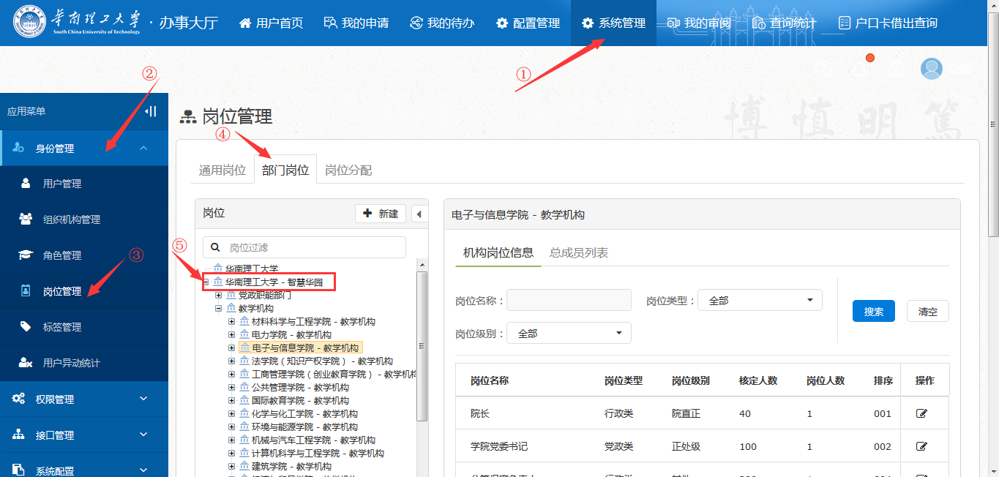 华南理工大学 · 办事大厅 用户首页 我的申请 我的待办 配置管理 系统管理 我的审阅 查询统计 户口卡借出查询
South China University of Technology
①
②
应用菜单
身份管理
用户管理
组织机构管理
角色管理
③
岗位管理
标签管理
用户异动统计
权限管理
接口管理
系统配置
博慎明篤
岗位管理
④
通用岗位 部门岗位 岗位分配
岗位 新建
⑤
岗位过滤
华南理工大学
华南理工大学 - 智慧华园
党政职能部门
教学机构
材料科学与工程学院 - 教学机构
电力学院 - 教学机构
电子与信息学院 - 教学机构
法学院（知识产权学院） - 教学机构
工商管理学院（创业教育学院） - 教学机构
公共管理学院 - 教学机构
国际教育学院 - 教学机构
化学与化工学院 - 教学机构
环境与能源学院 - 教学机构
机械与汽车工程学院 - 教学机构
计算机科学与工程学院 - 教学机构
建筑学院 - 教学机构
电子与信息学院 - 教学机构
机构岗位信息 总成员列表
岗位名称： 岗位类型： 全部
岗位级别： 全部
搜索 清空
岗位名称 岗位类型 岗位级别 核定人数 岗位人数 排序 操作
院长 行政类 院直正 40 1 001
学院党委书记 党政类 正处级 100 1 002